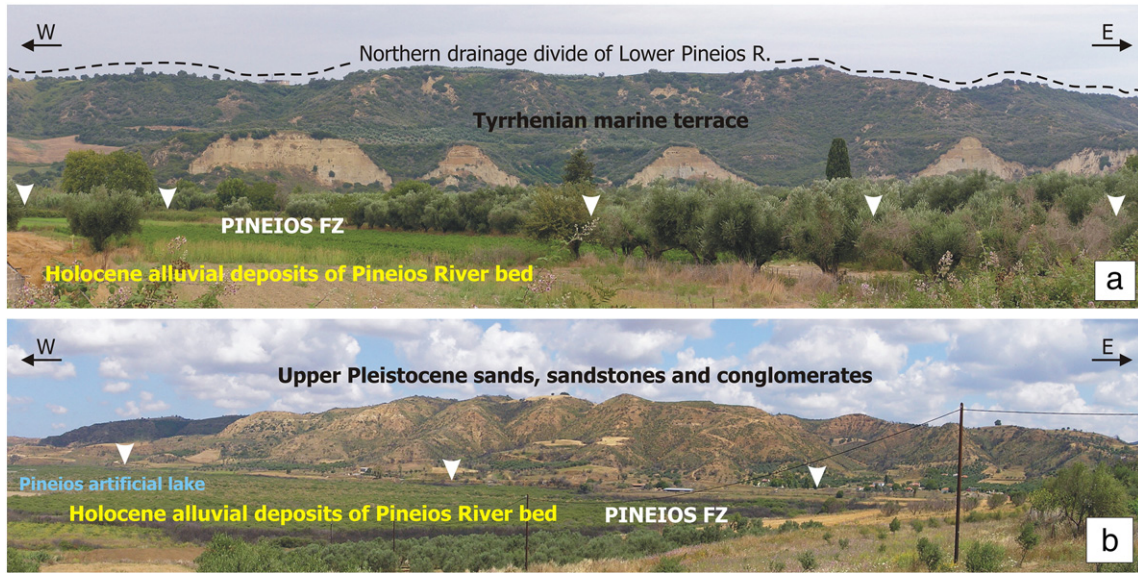 W
E
Northern drainage divide of Lower Pineios R.
Tyrrhenian marine terrace
PINEIOS FZ
Holocene alluvial deposits of Pineios River bed
a
W
E
Upper Pleistocene sands, sandstones and conglomerates
Pineios artificial lake
Holocene alluvial deposits of Pineios River bed
PINEIOS FZ
b